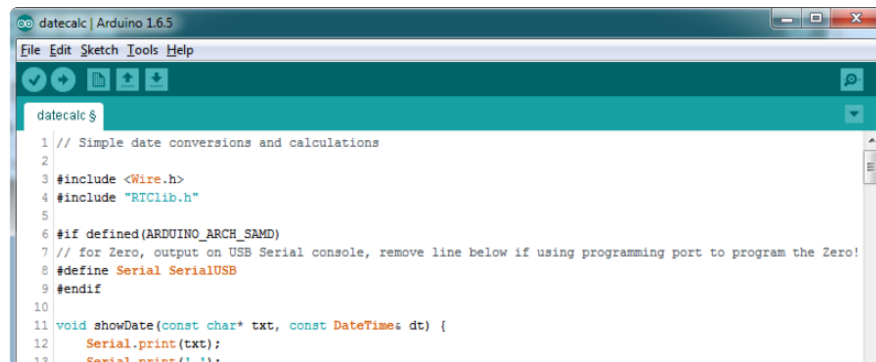 datecalc | Arduino 1.6.5
File Edit Sketch Tools Help
datecalc §
1 // Simple date conversions and calculations
2
3 #include <Wire.h>
4 #include "RTClib.h"
5
6 #if defined(ARDUINO_ARCH_SAMD)
7 // for Zero, output on USB Serial console, remove line below if using programming port to program the Zero!
8 #define Serial SerialUSB
9 #endif
10
11 void showDate(const char* txt, const DateTime& dt) {
12     Serial.print(txt);
13     Serial.print(' ');